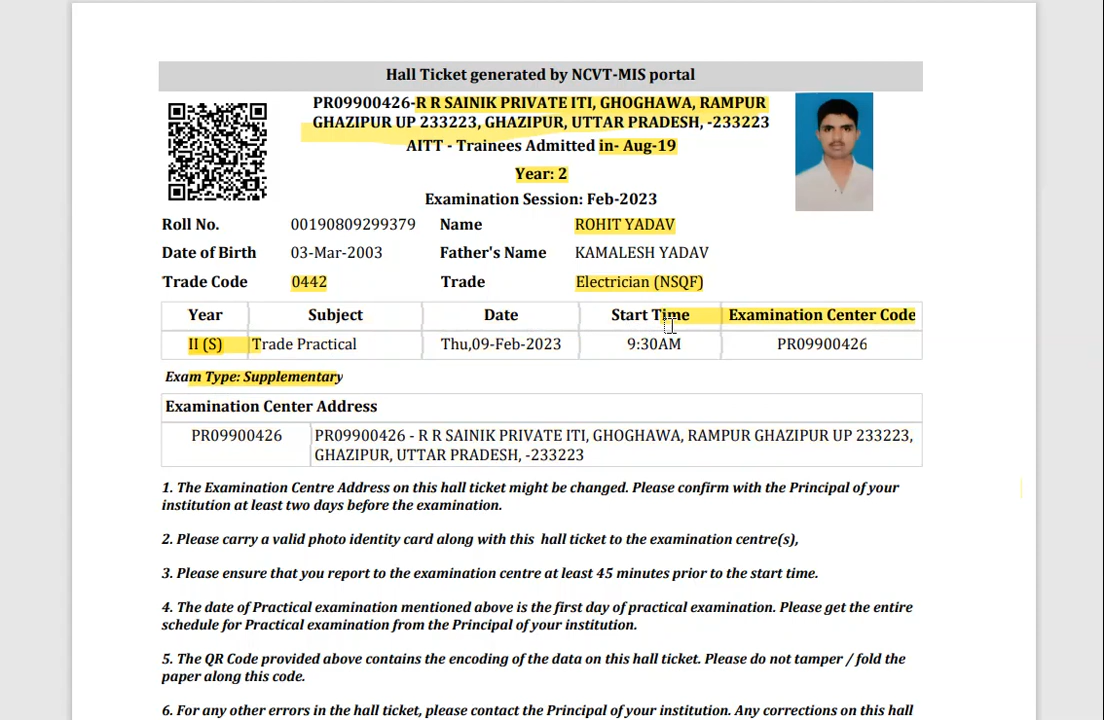 Hall Ticket generated by NCVT-MIS portal
PR09900426-R R SAINIK PRIVATE ITI, GHOGHAWA, RAMPUR
GHAZIPUR UP 233223, GHAZIPUR, UTTAR PRADESH, -233223
AITT - Trainees Admitted in- Aug-19
Year: 2
Examination Session: Feb-2023
Roll No. 00190809299379 Name ROHIT YADAV
Date of Birth 03-Mar-2003 Father's Name KAMALESH YADAV
Trade Code 0442 Trade Electrician (NSQF)
Year Subject Date Start Time Examination Center Code
II (S) Trade Practical Thu,09-Feb-2023 9:30AM PR09900426
Exam Type: Supplementary
Examination Center Address
PR09900426 PR09900426 - R R SAINIK PRIVATE ITI, GHOGHAWA, RAMPUR GHAZIPUR UP 233223,
GHAZIPUR, UTTAR PRADESH, -233223
1. The Examination Centre Address on this hall ticket might be changed. Please confirm with the Principal of your
institution at least two days before the examination.
2. Please carry a valid photo identity card along with this hall ticket to the examination centre(s),
3. Please ensure that you report to the examination centre at least 45 minutes prior to the start time.
4. The date of Practical examination mentioned above is the first day of practical examination. Please get the entire
schedule for Practical examination from the Principal of your institution.
5. The QR Code provided above contains the encoding of the data on this hall ticket. Please do not tamper / fold the
paper along this code.
6. For any other errors in the hall ticket, please contact the Principal of your institution. Any corrections on this hall